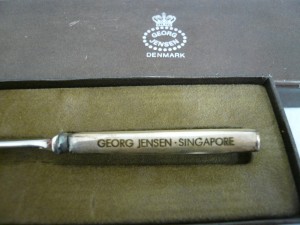 GEORG
JENSEN
DENMARK
GEORG JENSEN · SINGAPORE